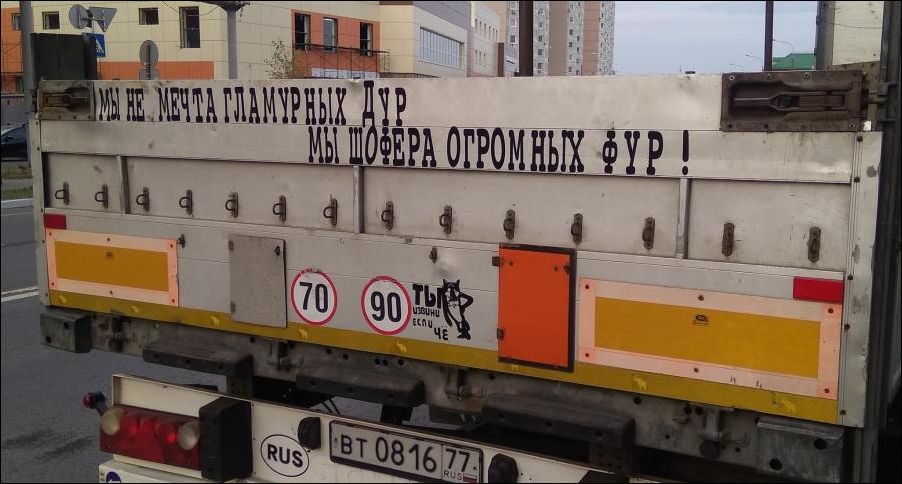 МЫ НЕ МЕЧТА ГЛАМУРНЫХ ДУР
МЫ ШОФЕРА ОГРОМНЫХ ФУР !
70
90
ТЫ
ИЗВИНИ
ЕСЛИ
ЧЁ
RUS
ВТ 0816 77
RUS